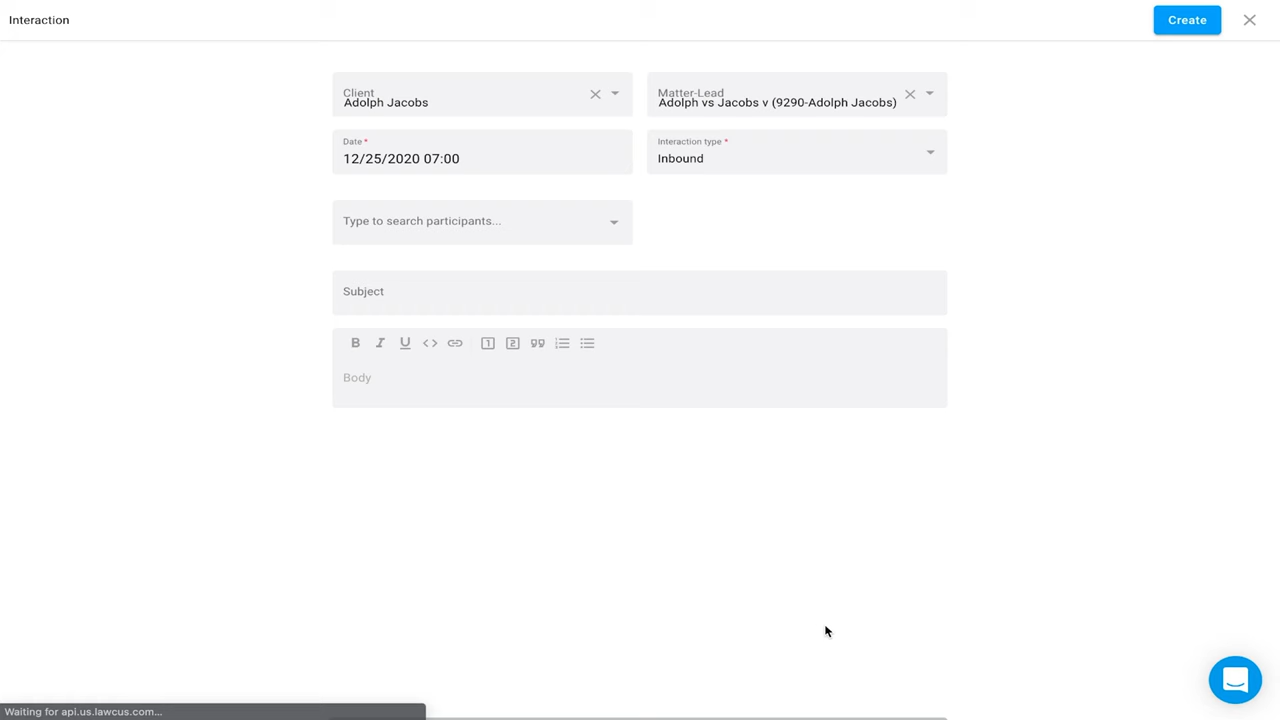 Interaction
Create
Client
Adolph Jacobs
Matter-Lead
Adolph vs Jacobs v (9290-Adolph Jacobs)
Date *
12/25/2020 07:00
Interaction type *
Inbound
Type to search participants...
Subject
Body
Waiting for api.us.lawcus.com...